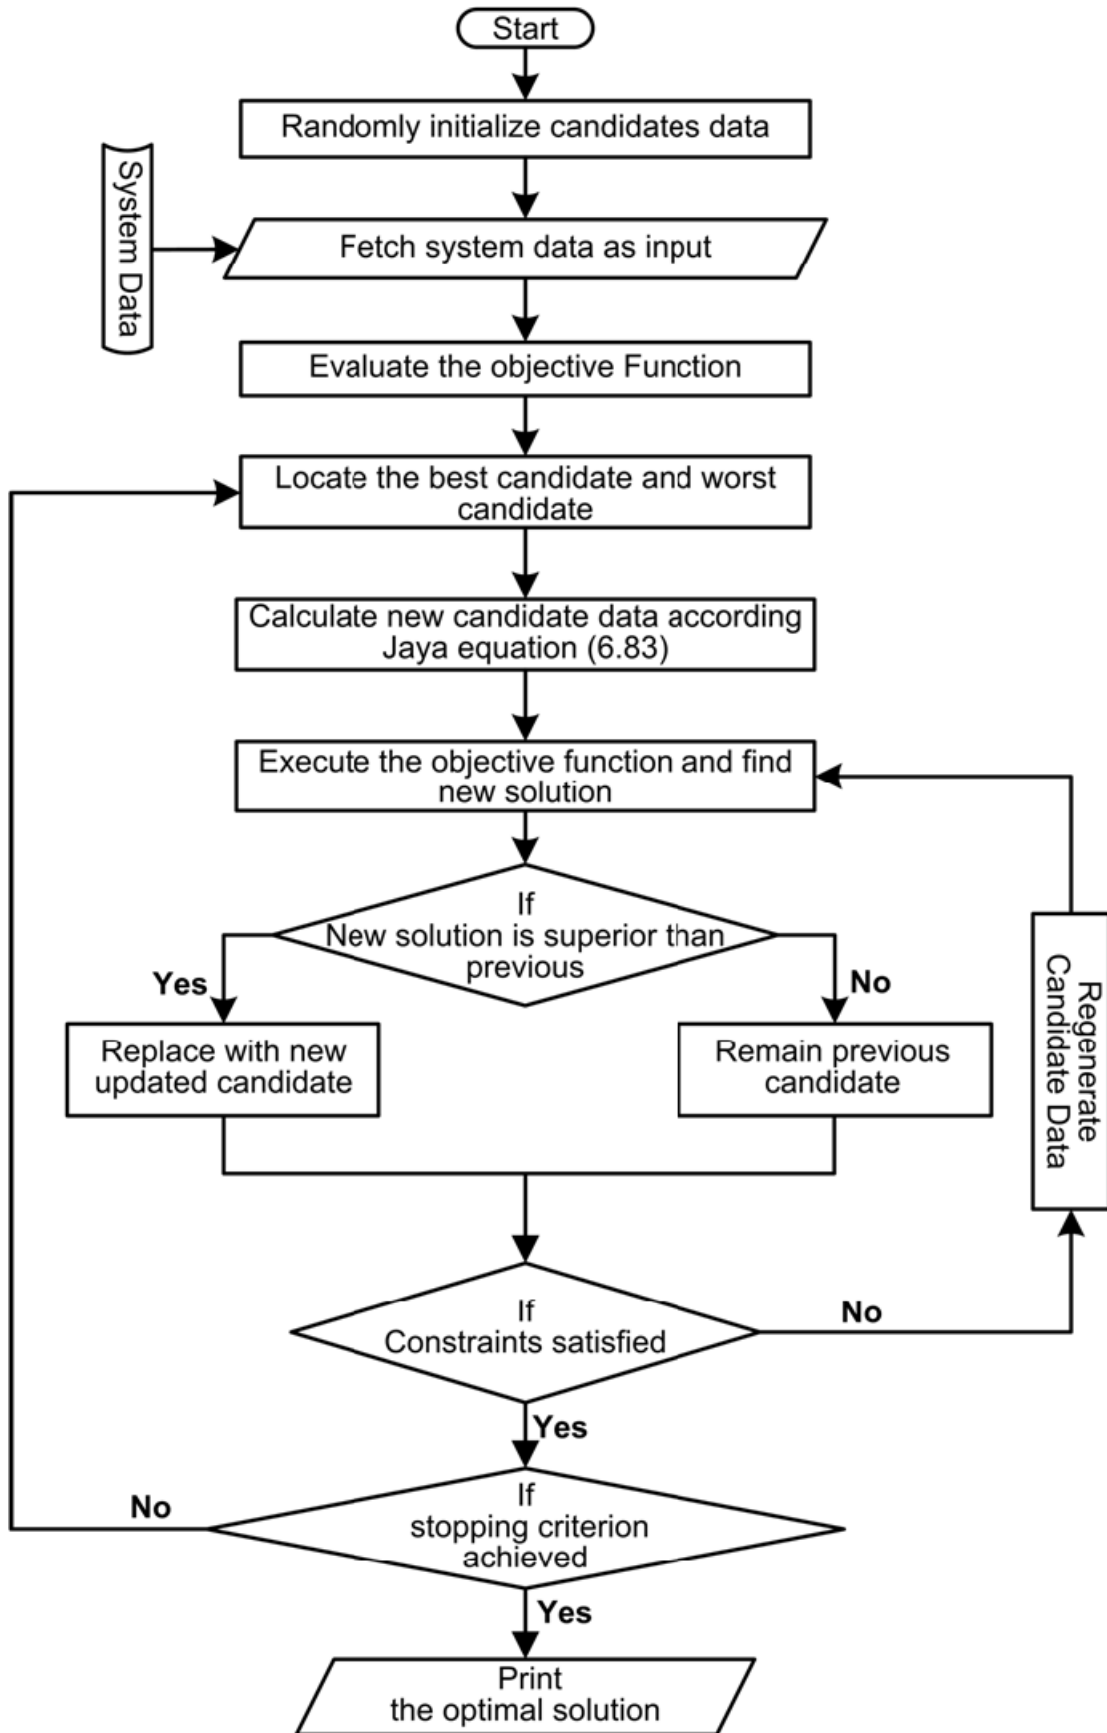 Start
Randomly initialize candidates data
System Data
Fetch system data as input
Evaluate the objective Function
Locate the best candidate and worst
candidate
Calculate new candidate data according
Jaya equation (6.83)
Execute the objective function and find
new solution
If
New solution is superior than
previous
Yes
No
Replace with new
updated candidate
Remain previous
candidate
Regenerate
Candidate Data
If
Constraints satisfied
No
Yes
If
stopping criterion
achieved
No
Yes
Print
the optimal solution